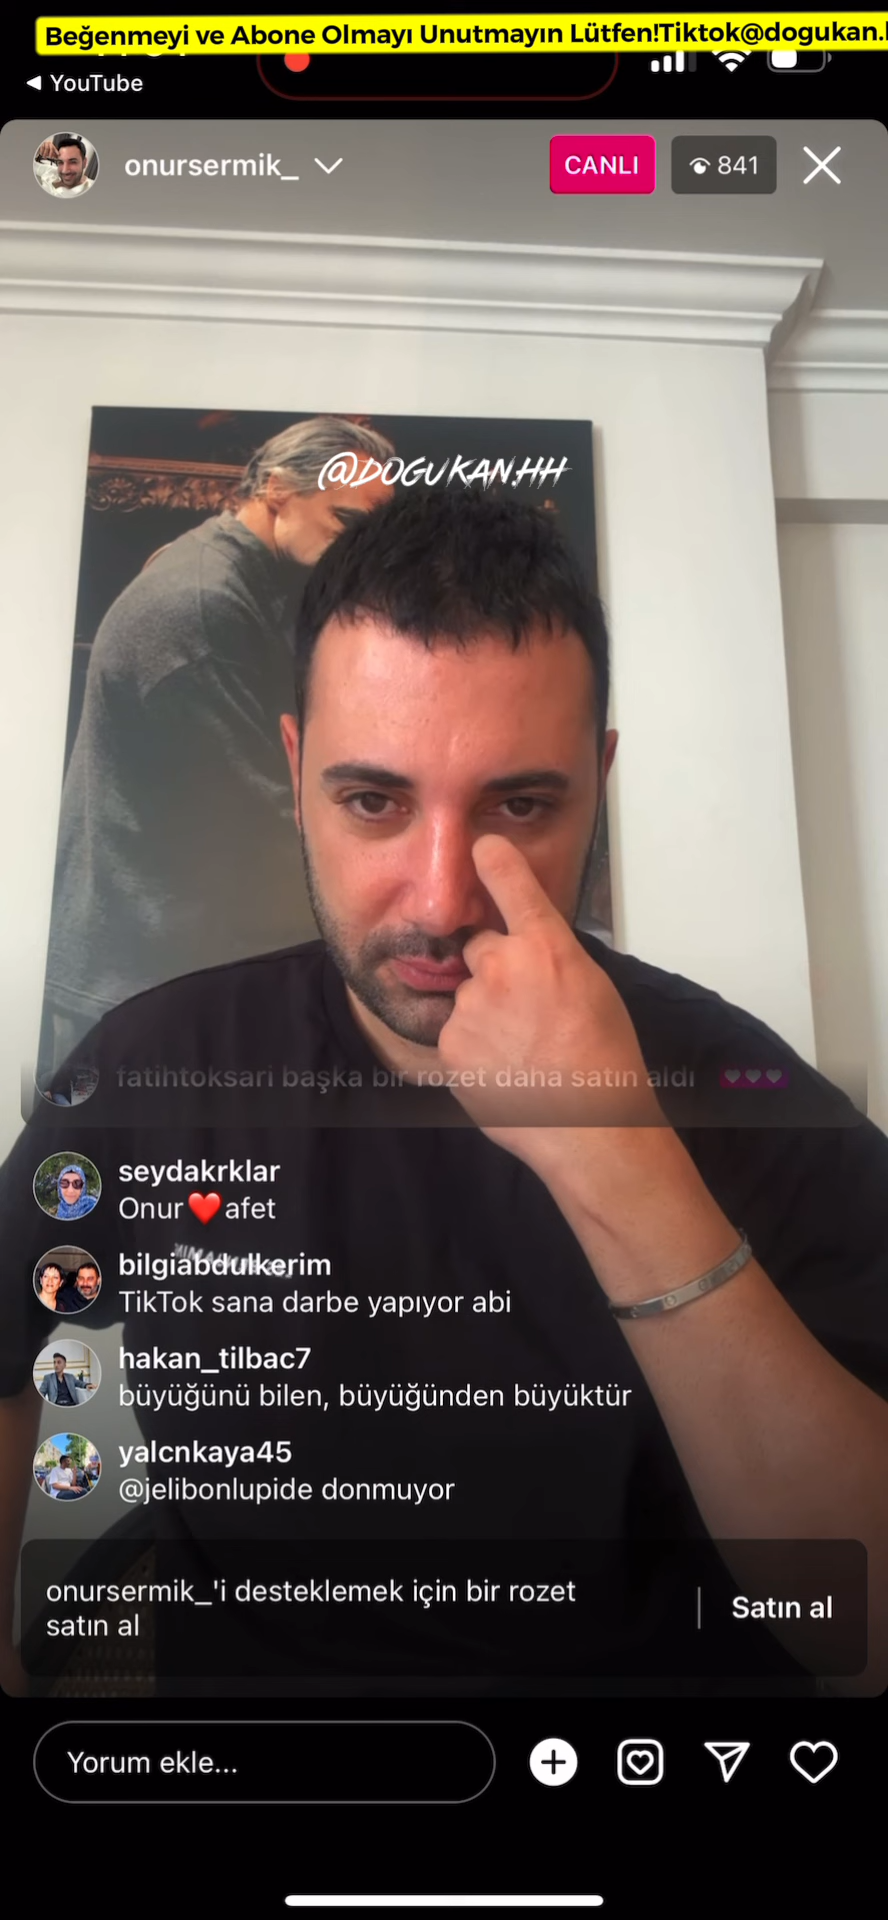 Beğenmeyi ve Abone Olmayı Unutmayın Lütfen!Tiktok@dogukan.
YouTube
onursermik_
CANLI
841
@DOGUKAN.HH
fatihtoksari başka bir rozet daha satın aldı
seydakrklar
Onur❤️afet
bilgiabdulkerim
TikTok sana darbe yapıyor abi
hakan_tilbac7
büyüğünü bilen, büyüğünden büyüktür
yalcnkaya45
@jelibonlupide donmuyor
onursermik_'i desteklemek için bir rozet
satın al
Satın al
Yorum ekle...